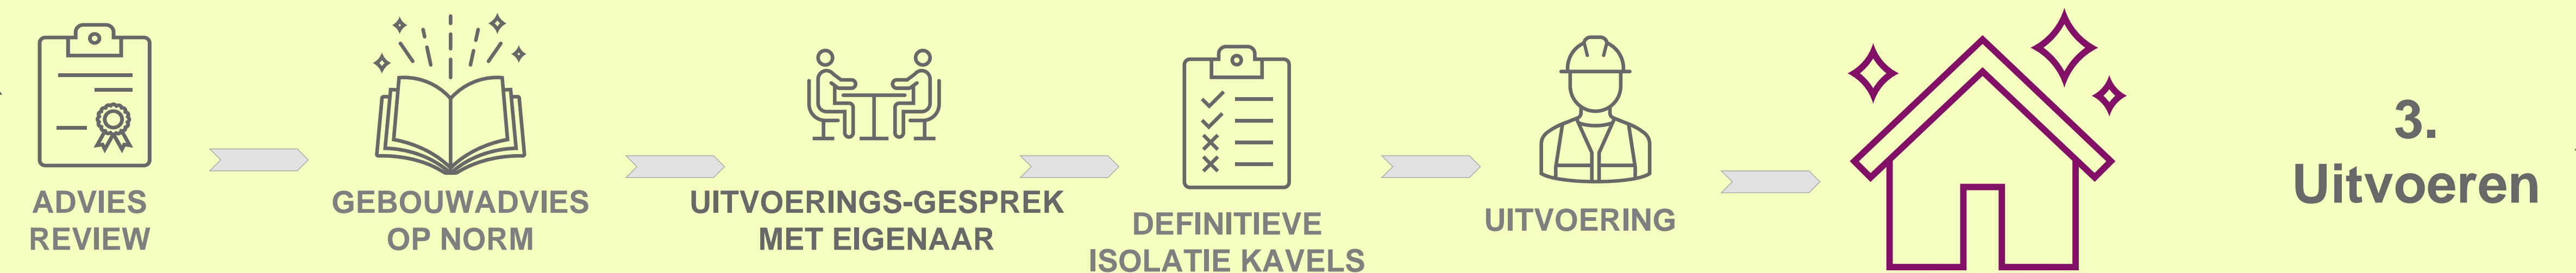 ADVIES
REVIEW
GEBOUWADVIES
OP NORM
UITVOERINGS-GESPREK
MET EIGENAAR
DEFINITIEVE
ISOLATIE KAVELS
UITVOERING
3.
Uitvoeren